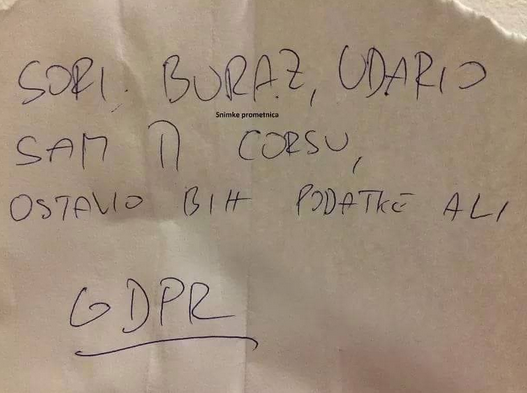 SORI. BURAZ, UDARIO
Snimke prometnica
SAM TI CORSU,
OSTAVIO BIH PODATKE ALI
GDPR